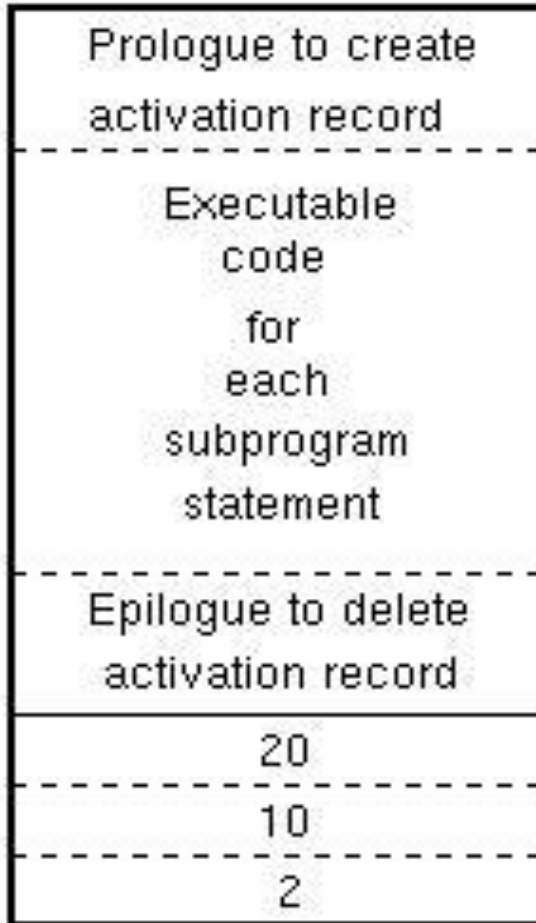 Prologue to create
activation record
Executable
code
for
each
subprogram
statement
Epilogue to delete
activation record
20
10
2